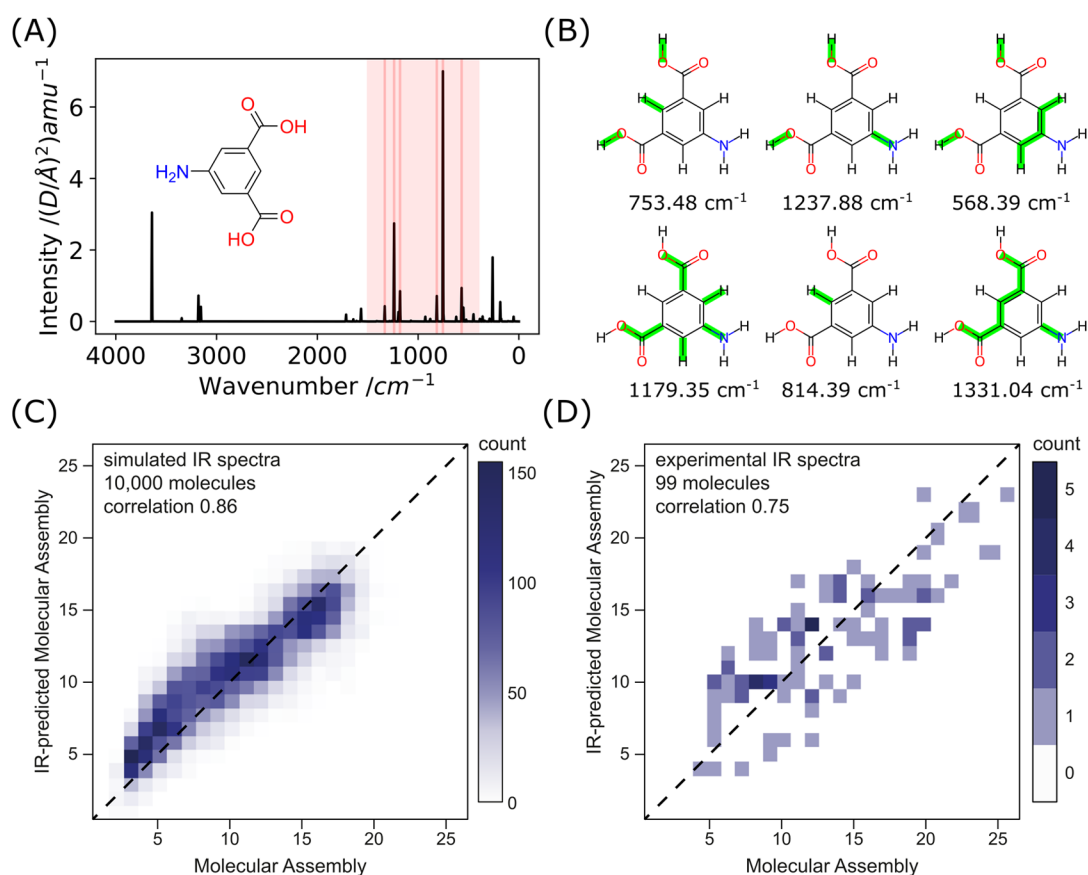 (A)
Intensity /(D/Å)²)amu⁻¹
6
4
2
0
4000 3000 2000 1000 0
Wavenumber /cm⁻¹
O
OH
H₂N
O
HO
(B)
H
O O
H
H O
H
N
O H H
753.48 cm⁻¹
H
O O
H
H O
H
N
O H H
1237.88 cm⁻¹
H
O O
H
H O
H
N
O H H
568.39 cm⁻¹
H
O O
H
H O
H
N
O H H
1179.35 cm⁻¹
H
O O
H
H O
H
N
O H H
814.39 cm⁻¹
H
O O
H
H O
H
N
O H H
1331.04 cm⁻¹
(C)
simulated IR spectra
10,000 molecules
correlation 0.86
IR-predicted Molecular Assembly
25
20
15
10
5
5 10 15 20 25
Molecular Assembly
count
150
100
50
0
(D)
experimental IR spectra
99 molecules
correlation 0.75
IR-predicted Molecular Assembly
25
20
15
10
5
5 10 15 20 25
Molecular Assembly
count
5
4
3
2
1
0